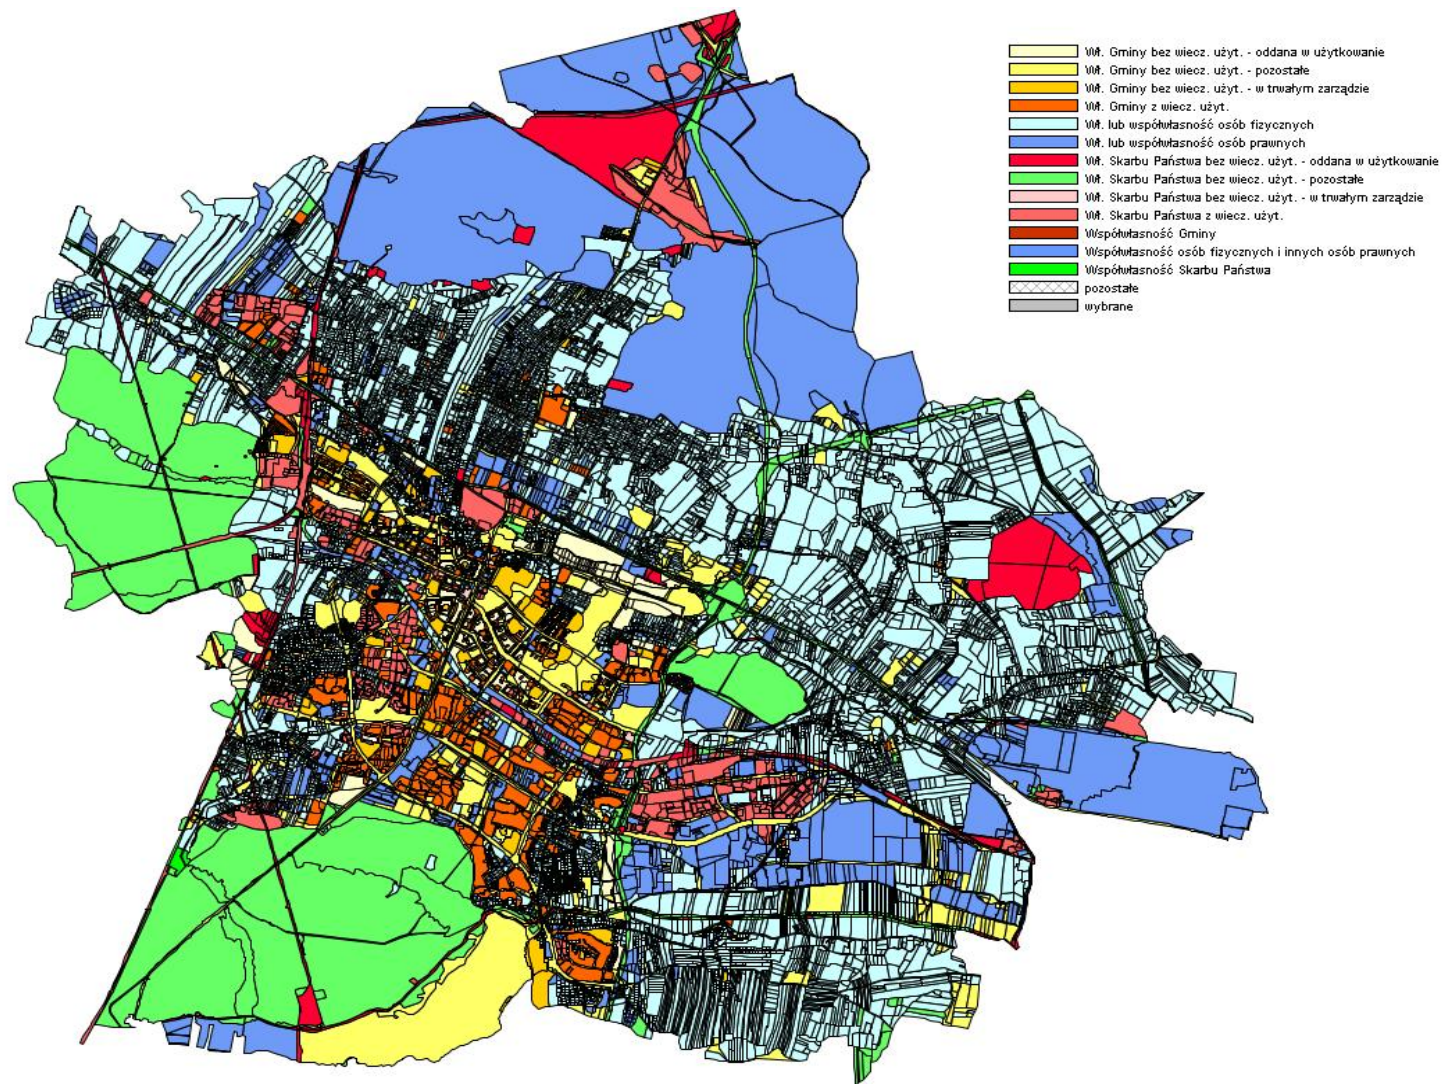 Wł. Gminy bez wiecz. użyt. - oddana w użytkowanie
Wł. Gminy bez wiecz. użyt. - pozostałe
Wł. Gminy bez wiecz. użyt. - w trwałym zarządzie
Wł. Gminy z wiecz. użyt.
Wł. lub współwłasność osób fizycznych
Wł. lub współwłasność osób prawnych
Wł. Skarbu Państwa bez wiecz. użyt. - oddana w użytkowanie
Wł. Skarbu Państwa bez wiecz. użyt. - pozostałe
Wł. Skarbu Państwa bez wiecz. użyt. - w trwałym zarządzie
Wł. Skarbu Państwa z wiecz. użyt.
Współwłasność Gminy
Współwłasność osób fizycznych i innych osób prawnych
Współwłasność Skarbu Państwa
pozostałe
wybrane